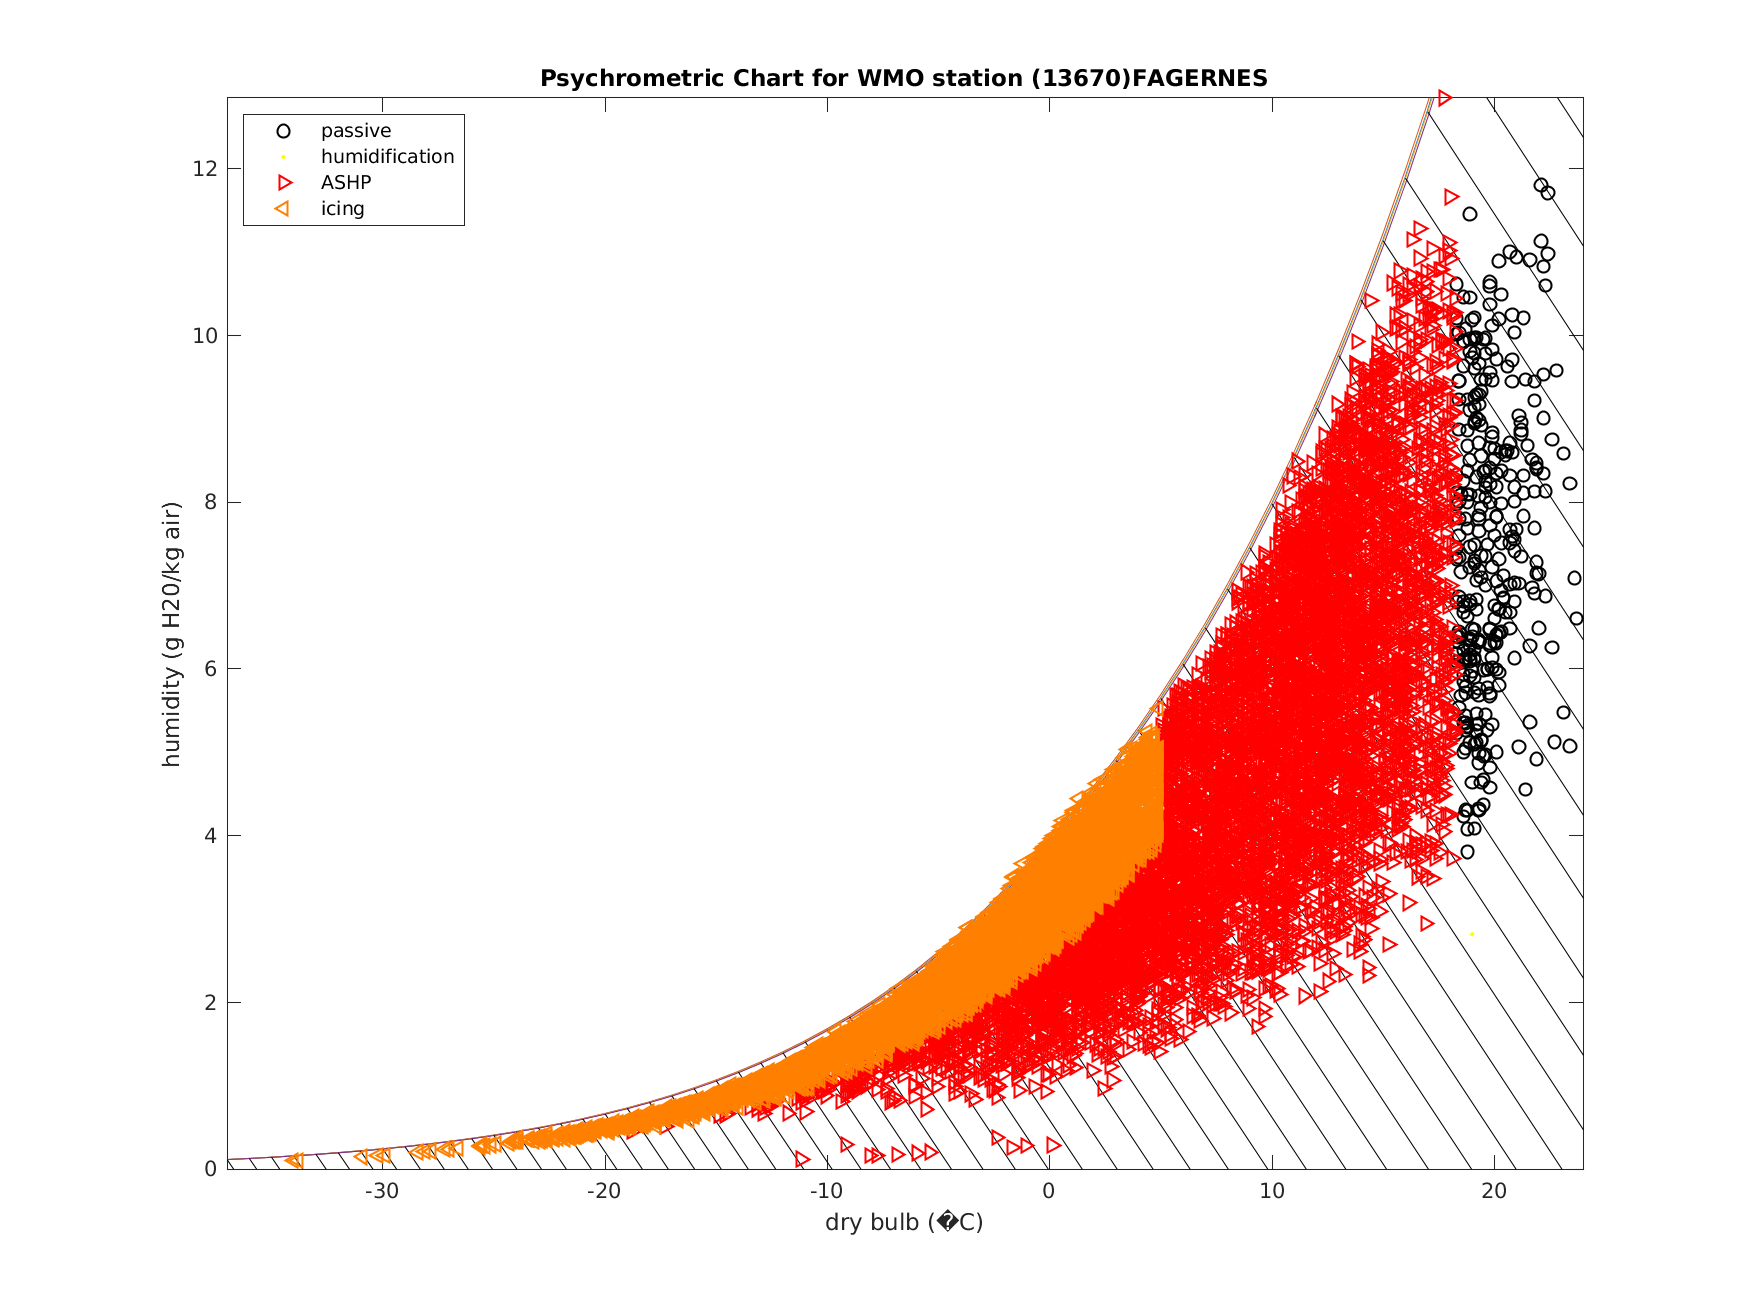 Psychrometric Chart for WMO station (13670)FAGERNES
passive
humidification
ASHP
icing
12
10
8
6
4
2
0
humidity (g H20/kg air)
-30
-20
-10
0
10
20
dry bulb (�C)